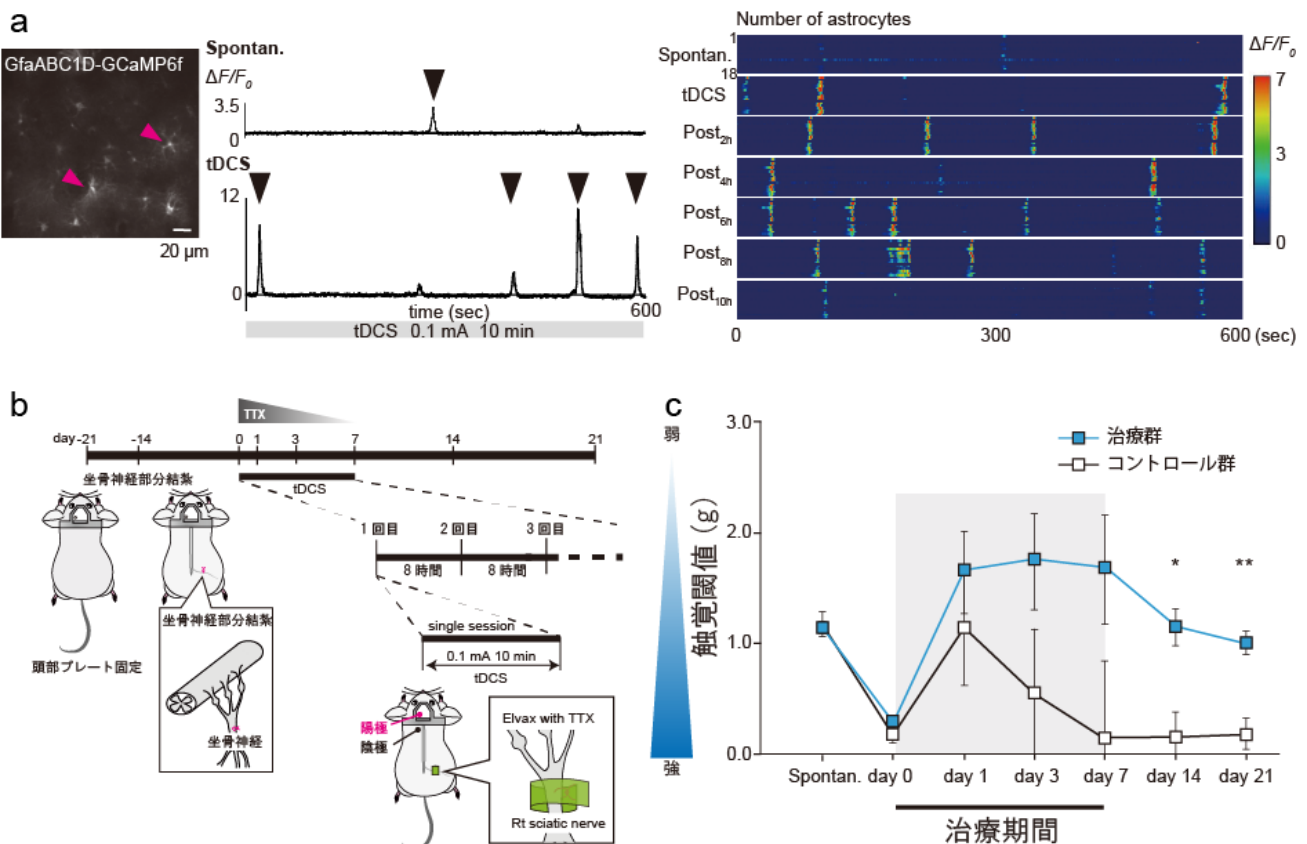 a
GfaABC1D-GCaMP6f
20 µm
Spontan.
ΔF/F0
3.5
0
tDCS
12
0
time (sec)
600
tDCS 0.1 mA 10 min
Number of astrocytes
1
Spontan.
18
tDCS
Post2h
Post4h
Post6h
Post8h
Post10h
0
300
600 (sec)
ΔF/F0
7
3
0
b
TTX
day -21
-14
0
1
3
7
14
21
坐骨神経部分結紮
tDCS
1 回目
2 回目
3 回目
8 時間
8 時間
頭部プレート固定
坐骨神経部分結紮
坐骨神経
single session
0.1 mA 10 min
tDCS
陽極
陰極
Elvax with TTX
Rt sciatic nerve
c
弱
強
触覚閾値 (g)
3.0
2.0
1.0
0.0
治療群
コントロール群
*
**
Spontan.
day 0
day 1
day 3
day 7
day 14
day 21
治療期間